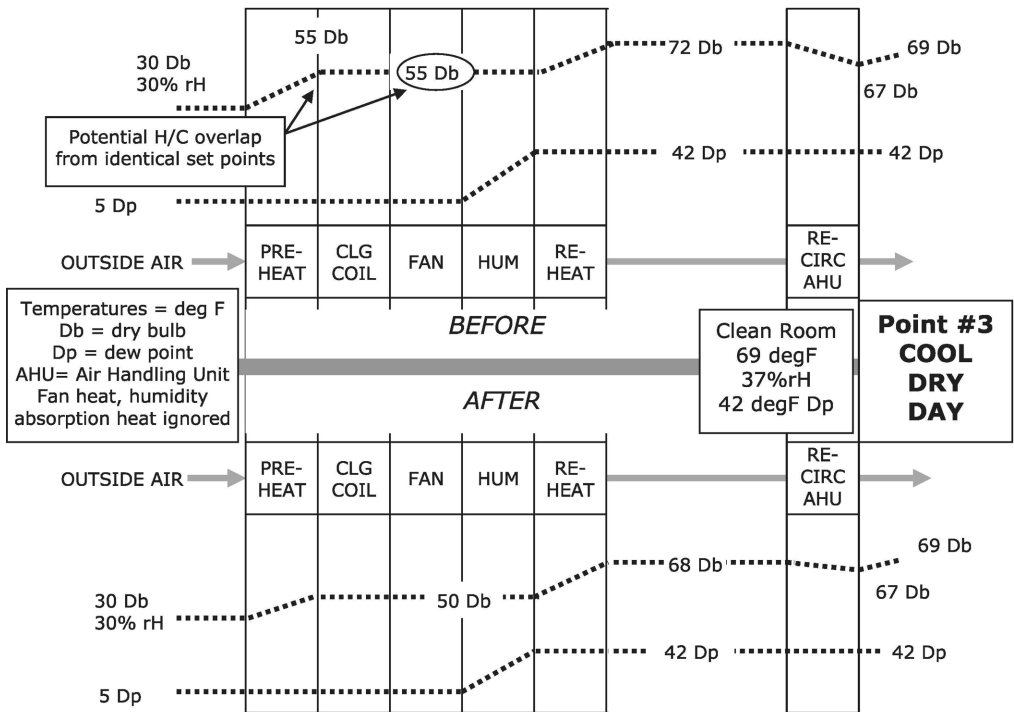 55 Db
30 Db
30% rH
55 Db
72 Db
69 Db
67 Db
Potential H/C overlap
from identical set points
42 Dp
42 Dp
5 Dp
OUTSIDE AIR
PRE-
HEAT
CLG
COIL
FAN
HUM
RE-
HEAT
RE-
CIRC
AHU
Temperatures = deg F
Db = dry bulb
Dp = dew point
AHU= Air Handling Unit
Fan heat, humidity
absorption heat ignored
BEFORE
AFTER
Clean Room
69 degF
37%rH
42 degF Dp
Point #3
COOL
DRY
DAY
OUTSIDE AIR
PRE-
HEAT
CLG
COIL
FAN
HUM
RE-
HEAT
RE-
CIRC
AHU
30 Db
30% rH
50 Db
68 Db
69 Db
67 Db
42 Dp
42 Dp
5 Dp